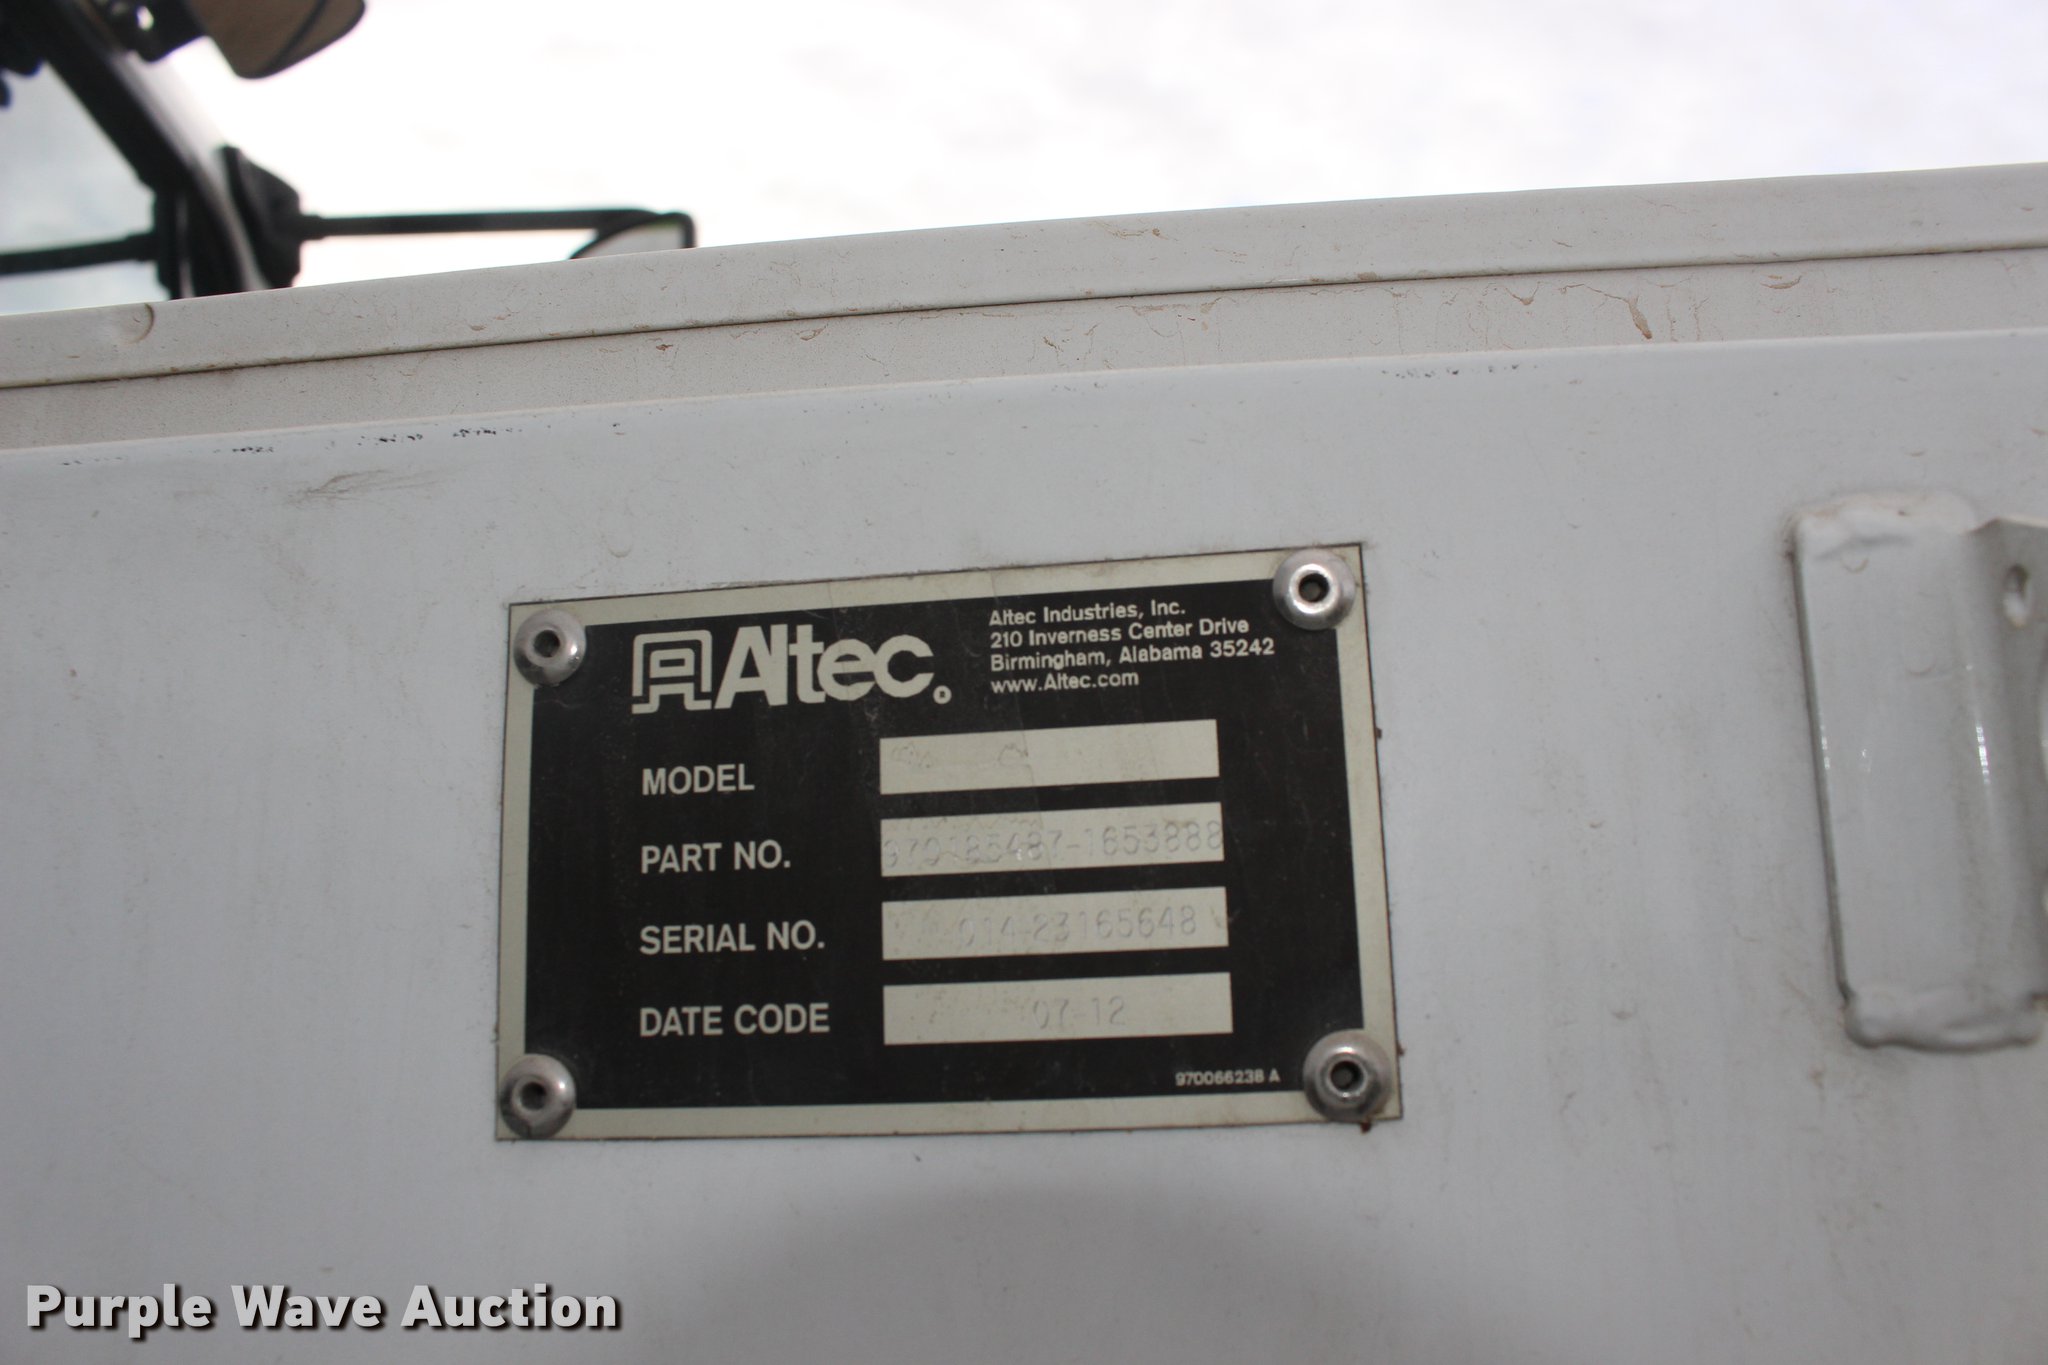 Altec.
Altec Industries, Inc.
210 Inverness Center Drive
Birmingham, Alabama 35242
www.Altec.com
MODEL
PART NO. 970185487-1653888
SERIAL NO. 014-23165648
DATE CODE 07-12
970066238 A
Purple Wave Auction